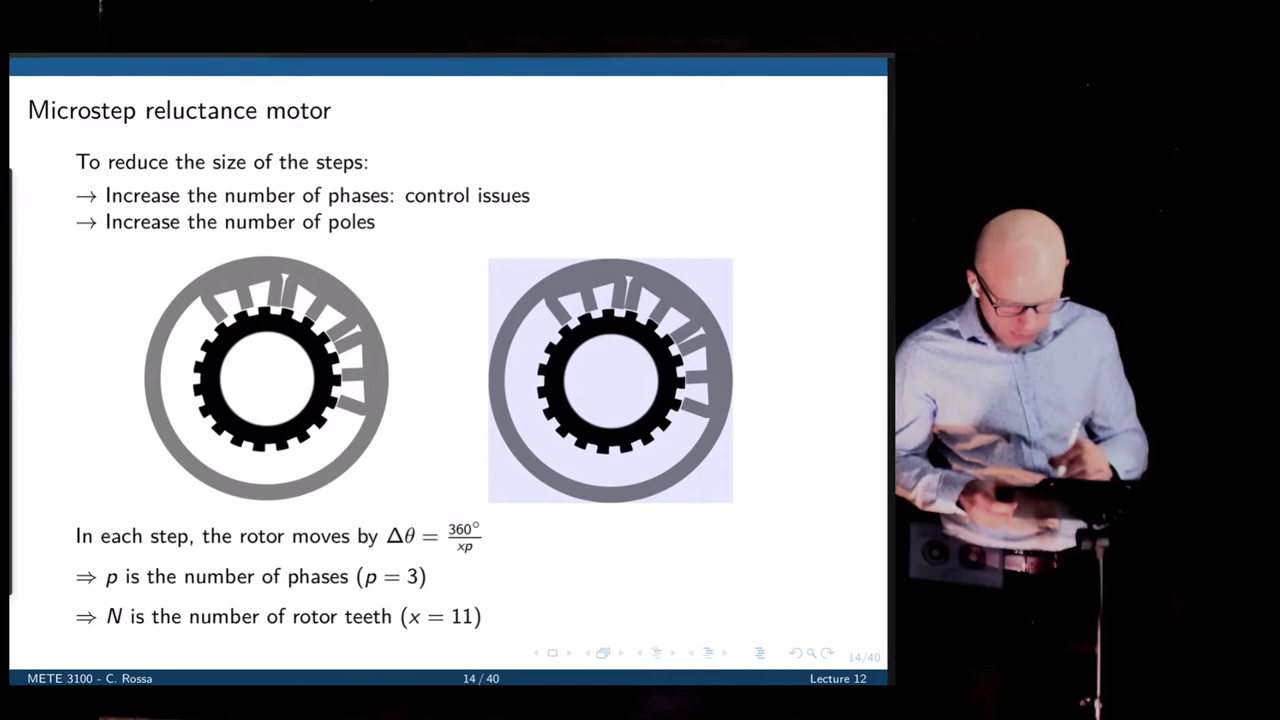 Microstep reluctance motor
To reduce the size of the steps:
→ Increase the number of phases: control issues
→ Increase the number of poles
In each step, the rotor moves by Δθ = 360°/xp
⇒ p is the number of phases (p = 3)
⇒ N is the number of rotor teeth (x = 11)
14/40
METE 3100 - C. Rossa 14 / 40 Lecture 12